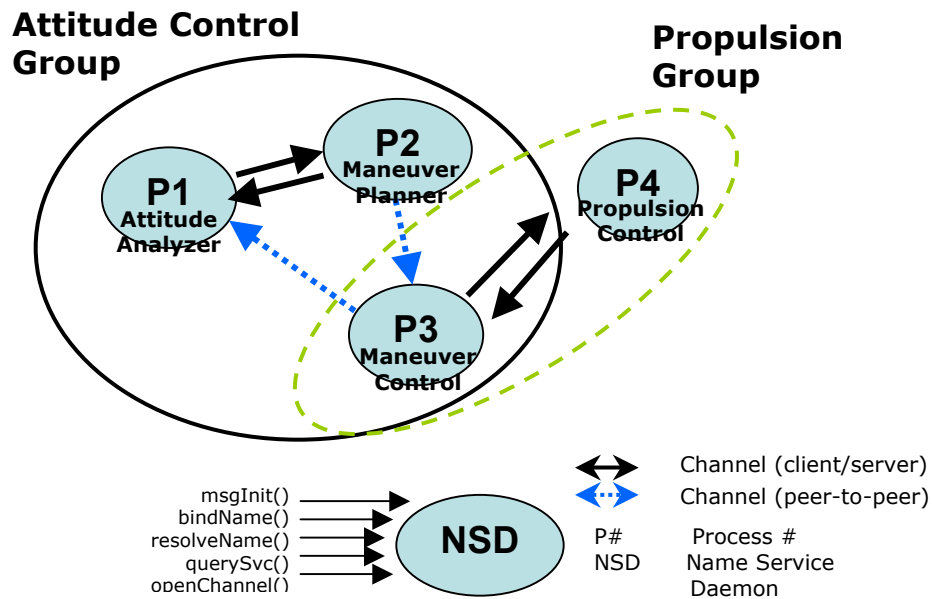 Attitude Control
Group
Propulsion
Group
P1
Attitude
Analyzer
P2
Maneuver
Planner
P4
Propulsion
Control
P3
Maneuver
Control
msgInit()
bindName()
resolveName()
querySvc()
openChannel()
NSD
Channel (client/server)
Channel (peer-to-peer)
P# Process #
NSD Name Service
Daemon